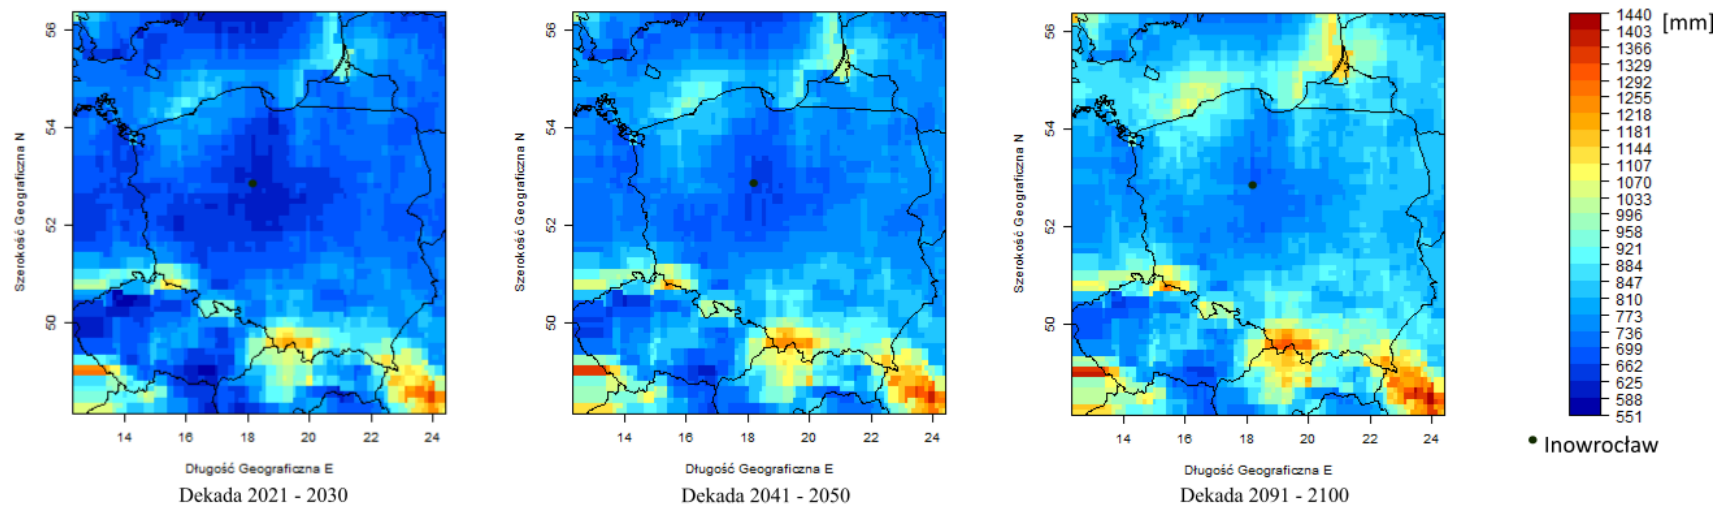 56
54
52
50
Szerokość Geograficzna N
14 16 18 20 22 24
Długość Geograficzna E
Dekada 2021 - 2030
56
54
52
50
Szerokość Geograficzna N
14 16 18 20 22 24
Długość Geograficzna E
Dekada 2041 - 2050
56
54
52
50
Szerokość Geograficzna N
14 16 18 20 22 24
Długość Geograficzna E
Dekada 2091 - 2100
1440 [mm]
1403
1366
1329
1292
1255
1218
1181
1144
1107
1070
1033
996
958
921
884
847
810
773
736
699
662
625
588
551
Inowrocław